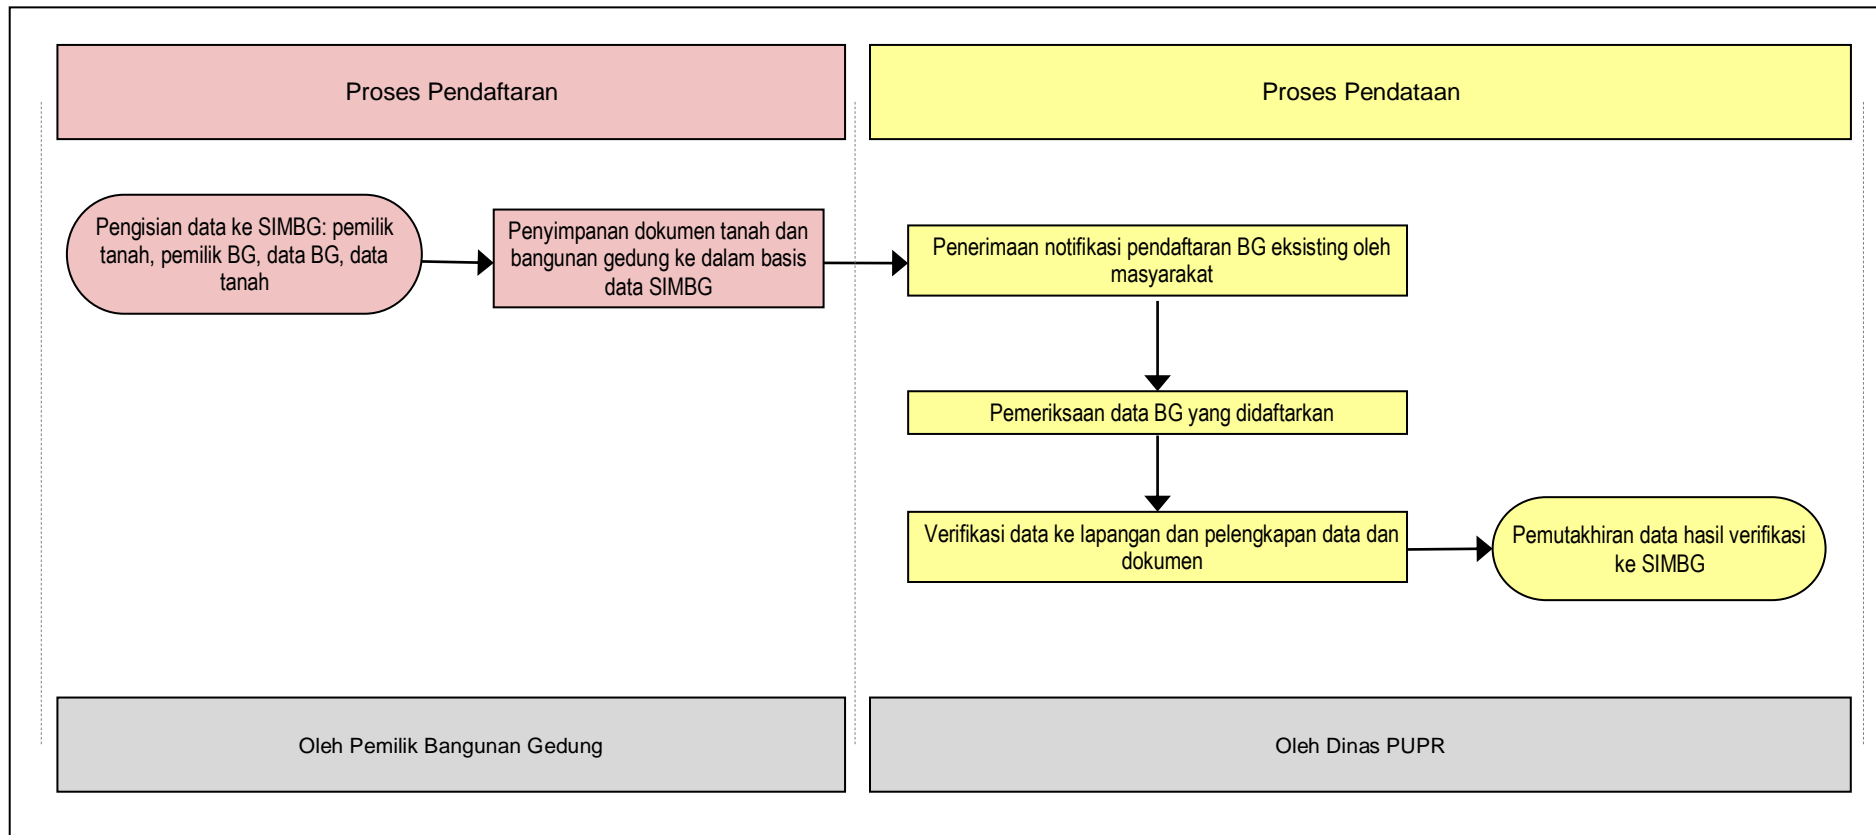 Proses Pendaftaran
Proses Pendataan
Pengisian data ke SIMBG: pemilik
tanah, pemilik BG, data BG, data
tanah
Penyimpanan dokumen tanah dan
bangunan gedung ke dalam basis
data SIMBG
Penerimaan notifikasi pendaftaran BG eksisting oleh
masyarakat
Pemeriksaan data BG yang didaftarkan
Verifikasi data ke lapangan dan pelengkapan data dan
dokumen
Pemutakhiran data hasil verifikasi
ke SIMBG
Oleh Pemilik Bangunan Gedung
Oleh Dinas PUPR